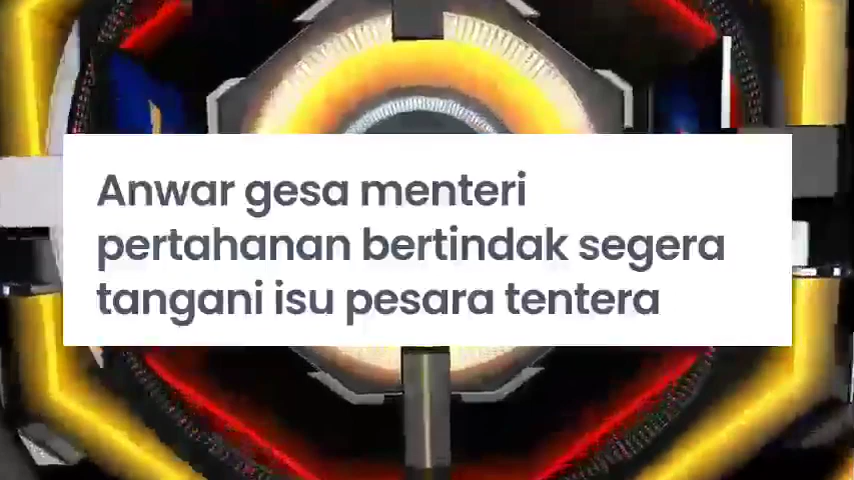 Anwar gesa menteri
pertahanan bertindak segera
tangani isu pesara tentera